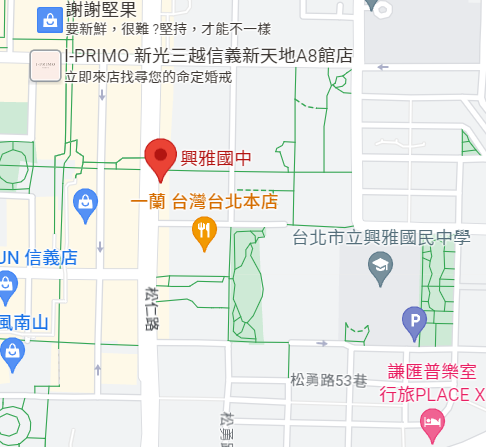 謝謝堅果
要新鮮，很難 ?堅持，才能不一樣
I-PRIMO 新光三越信義新天地A8館店
立即來店找尋您的命定婚戒
I-PRIMO
興雅國中
一蘭 台灣台北本店
台北市立興雅國民中學
UN 信義店
風南山
松仁路
P
謙匯普樂室
行旅PLACE X
松勇路53巷
松勇